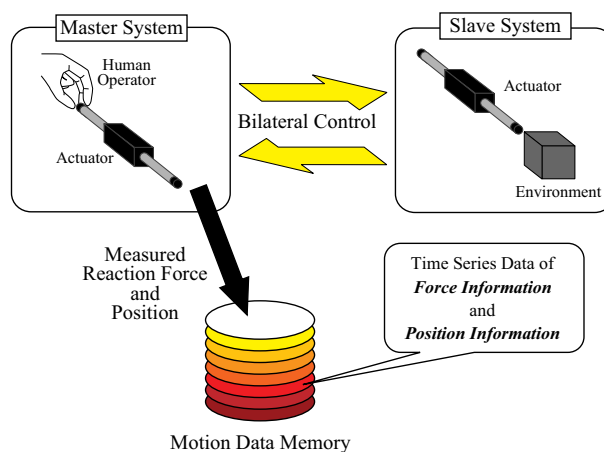 Master System
Human
Operator
Actuator
Bilateral Control
Slave System
Actuator
Environment
Measured
Reaction Force
and
Position
Time Series Data of
Force Information
and
Position Information
Motion Data Memory